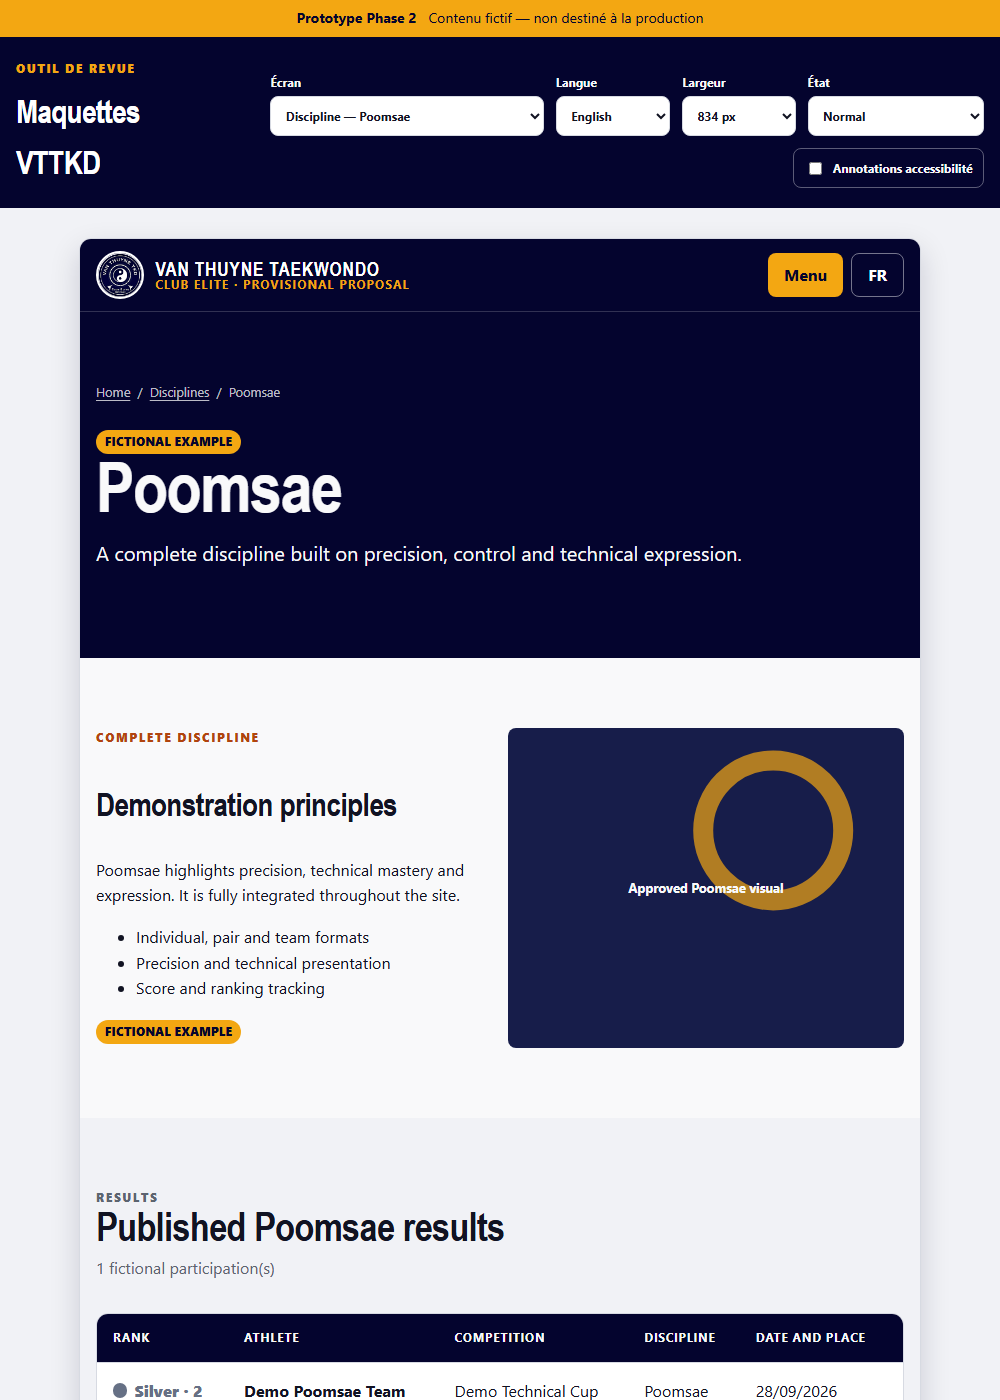 Prototype Phase 2 Contenu fictif — non destiné à la production
OUTIL DE REVUE
Maquettes
VTTKD
Écran
Discipline — Poomsae
Langue
English
Largeur
834 px
État
Normal
Annotations accessibilité
VAN THUYNE TAEKWONDO
CLUB ELITE · PROVISIONAL PROPOSAL
Menu
FR
Home / Disciplines / Poomsae
FICTIONAL EXAMPLE
Poomsae
A complete discipline built on precision, control and technical expression.
COMPLETE DISCIPLINE
Demonstration principles
Poomsae highlights precision, technical mastery and
expression. It is fully integrated throughout the site.
Individual, pair and team formats
Precision and technical presentation
Score and ranking tracking
FICTIONAL EXAMPLE
Approved Poomsae visual
RESULTS
Published Poomsae results
1 fictional participation(s)
RANK ATHLETE COMPETITION DISCIPLINE DATE AND PLACE
Silver · 2 Demo Poomsae Team Demo Technical Cup Poomsae 28/09/2026